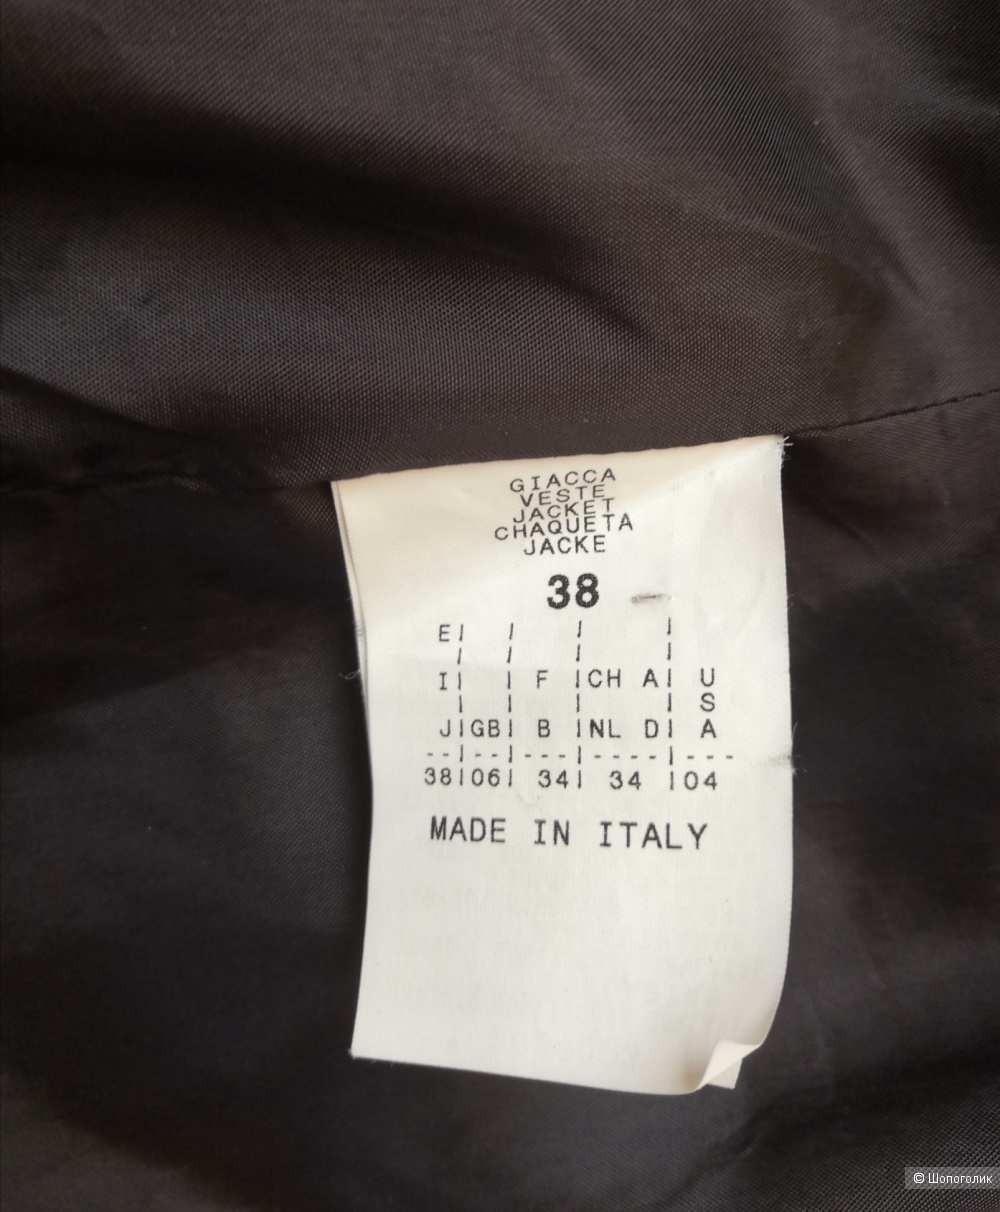 GIACCA
VESTE
JACKET
CHAQUETA
JACKE
38 -
E| | | |
| | | |
I| | F |CH A| U
| | | | S
J|GB| B |NL D| A
--|--|---|----|---
38|06| 34| 34 |04
MADE IN ITALY
© Шопоголик